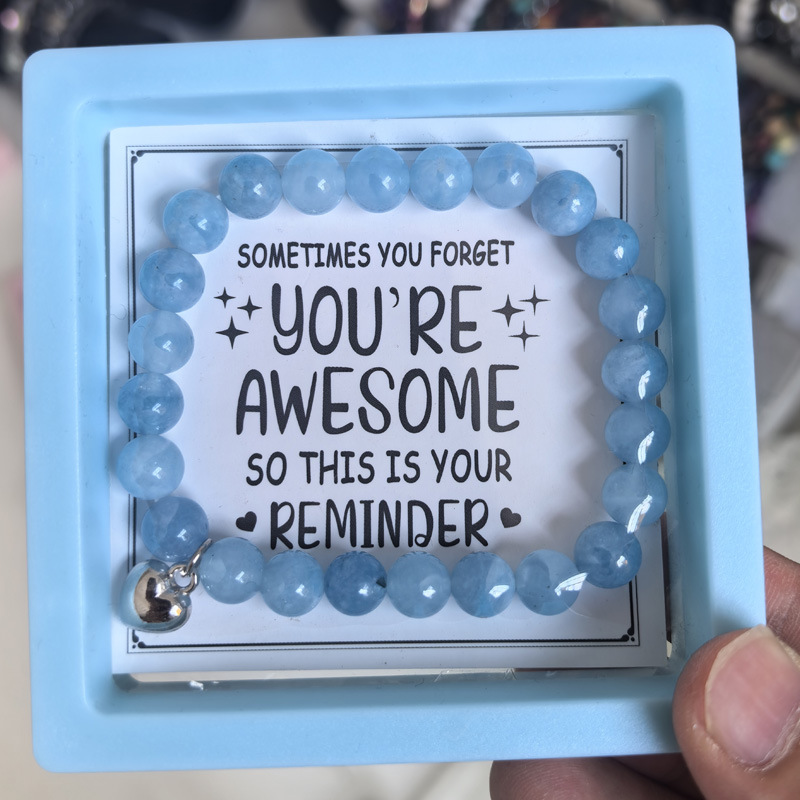 SOMETIMES YOU FORGET
YOU'RE
AWESOME
SO THIS IS YOUR
REMINDER